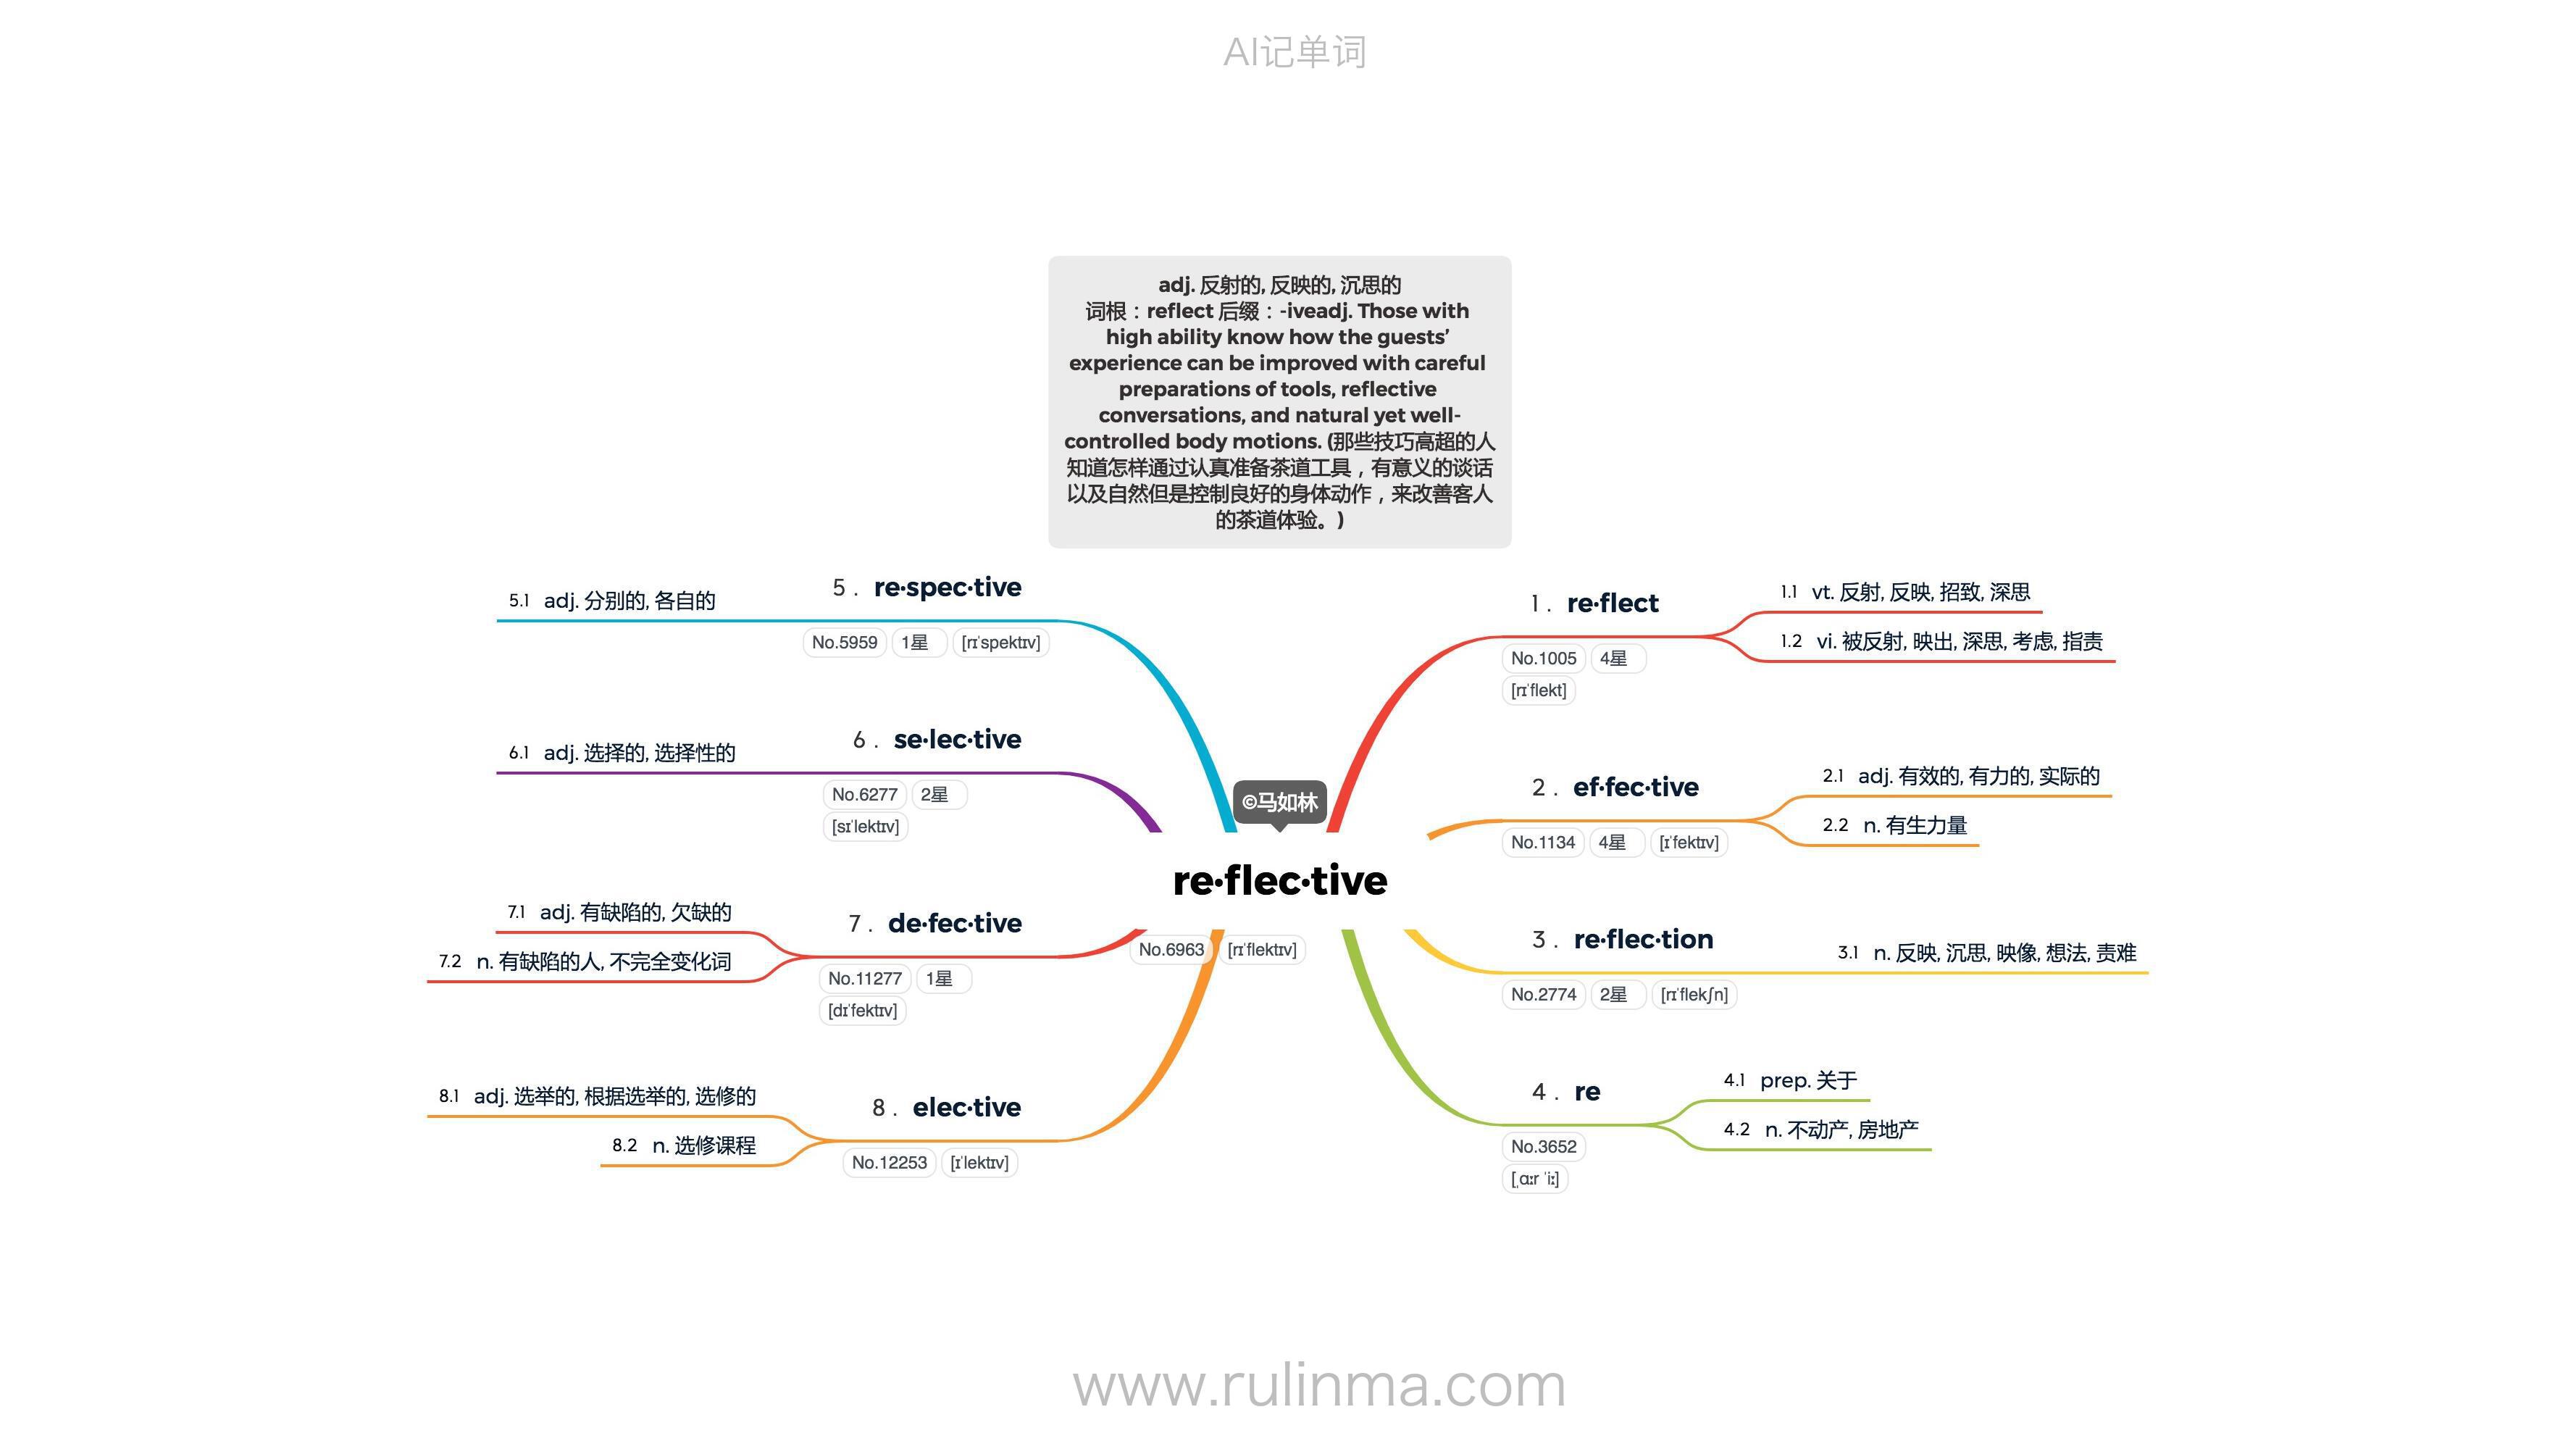 AI记单词
adj. 反射的, 反映的, 沉思的
词根：reflect 后缀：-iveadj. Those with
high ability know how the guests’
experience can be improved with careful
preparations of tools, reflective
conversations, and natural yet well-
controlled body motions. (那些技巧高超的人
知道怎样通过认真准备茶道工具，有意义的谈话
以及自然但是控制良好的身体动作，来改善客人
的茶道体验。)
©马如林
re·flec·tive
No.6963 [rɪˈflektɪv]
1. re·flect
No.1005 4星
[rɪˈflekt]
1.1 vt. 反射, 反映, 招致, 深思
1.2 vi. 被反射, 映出, 深思, 考虑, 指责
2. ef·fec·tive
No.1134 4星 [ɪˈfektɪv]
2.1 adj. 有效的, 有力的, 实际的
2.2 n. 有生力量
3. re·flec·tion
No.2774 2星 [rɪˈflekʃn]
3.1 n. 反映, 沉思, 映像, 想法, 责难
4. re
No.3652
[ˌɑːr ˈiː]
4.1 prep. 关于
4.2 n. 不动产, 房地产
5. re·spec·tive
No.5959 1星 [rɪˈspektɪv]
5.1 adj. 分别的, 各自的
6. se·lec·tive
No.6277 2星
[sɪˈlektɪv]
6.1 adj. 选择的, 选择性的
7. de·fec·tive
No.11277 1星
[dɪˈfektɪv]
7.1 adj. 有缺陷的, 欠缺的
7.2 n. 有缺陷的人, 不完全变化词
8. elec·tive
No.12253 [ɪˈlektɪv]
8.1 adj. 选举的, 根据选举的, 选修的
8.2 n. 选修课程
www.rulinma.com